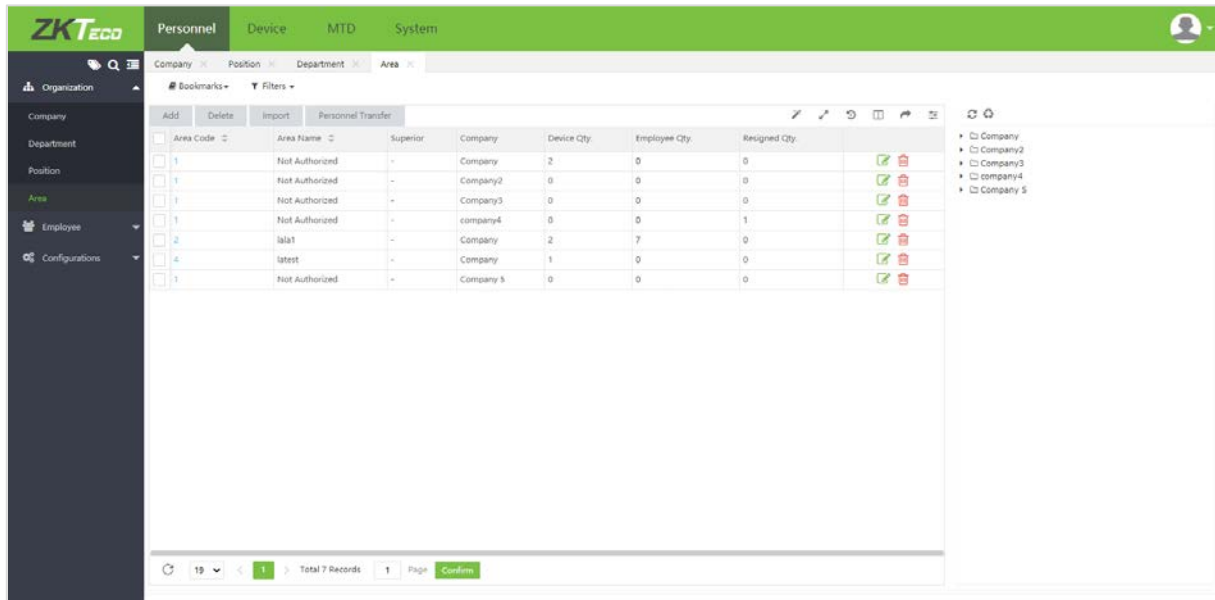 ZKTeco Personnel Device MTD System
Company Position Department Area
Organization
Bookmarks Filters
Company
Department
Position
Area
Employee
Configurations
Add Delete Import Personnel Transfer
Area Code Area Name Superior Company Device Qty. Employee Qty. Resigned Qty.
1 Not Authorized - Company 2 0 0
1 Not Authorized - Company2 0 0 0
1 Not Authorized - Company3 0 0 0
1 Not Authorized - company4 0 0 1
2 lala1 - Company 2 7 0
4 latest - Company 1 0 0
1 Not Authorized - Company 5 0 0 0
Company
Company2
Company3
company4
Company 5
19 < 1 > Total 7 Records 1 Page Confirm